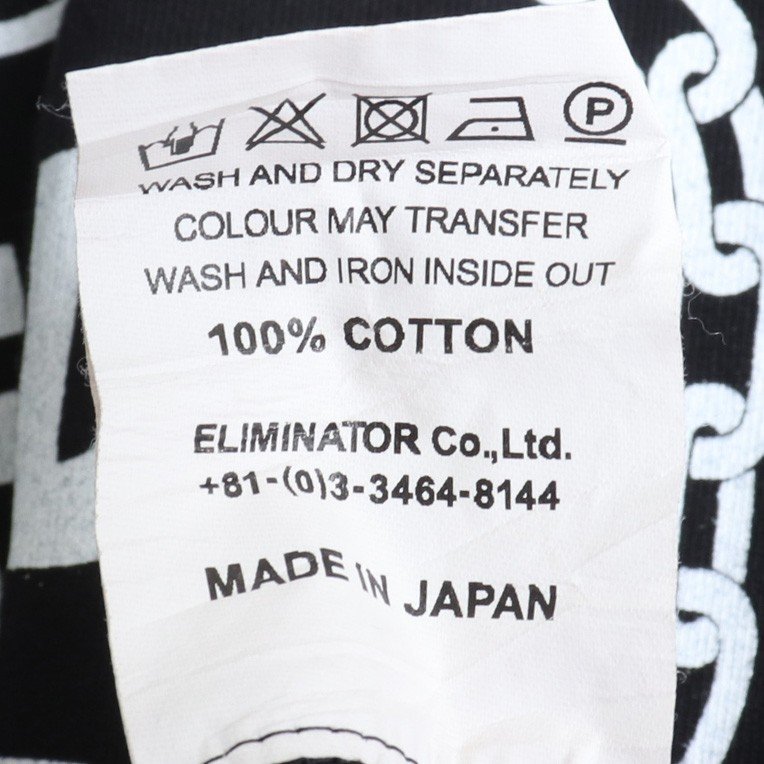 P
WASH AND DRY SEPARATELY
COLOUR MAY TRANSFER
WASH AND IRON INSIDE OUT
100% COTTON
ELIMINATOR Co.,Ltd.
+81-(0)3-3464-8144
MADE IN JAPAN